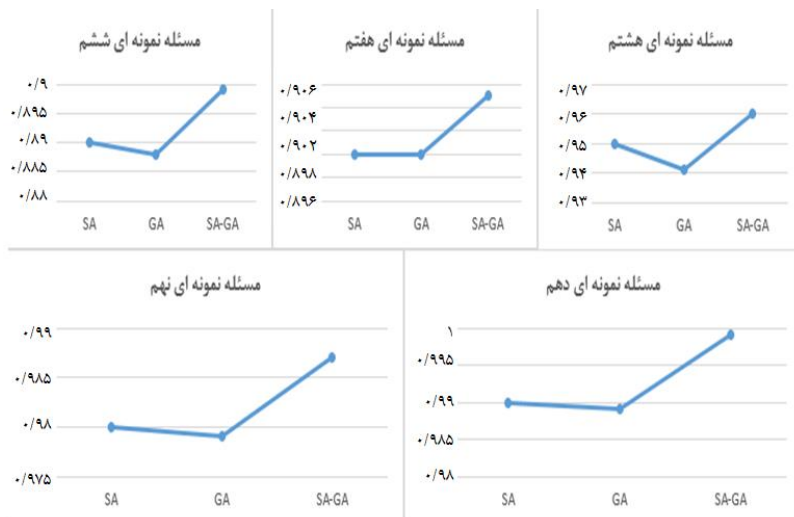 مسئله نمونه ای هشتم
۰/۹۷
۰/۹۶
۰/۹۵
۰/۹۴
۰/۹۳
SA GA SA-GA
مسئله نمونه ای هفتم
۰/۹۰۶
۰/۹۰۴
۰/۹۰۲
۰/۸۹۸
۰/۸۹۶
SA GA SA-GA
مسئله نمونه ای ششم
۰/۹
۰/۸۹۵
۰/۸۹
۰/۸۸۵
۰/۸۸
SA GA SA-GA
مسئله نمونه ای دهم
۱
۰/۹۹۵
۰/۹۹
۰/۹۸۵
۰/۹۸
SA GA SA-GA
مسئله نمونه ای نهم
۰/۹۹
۰/۹۸۵
۰/۹۸
۰/۹۷۵
SA GA SA-GA